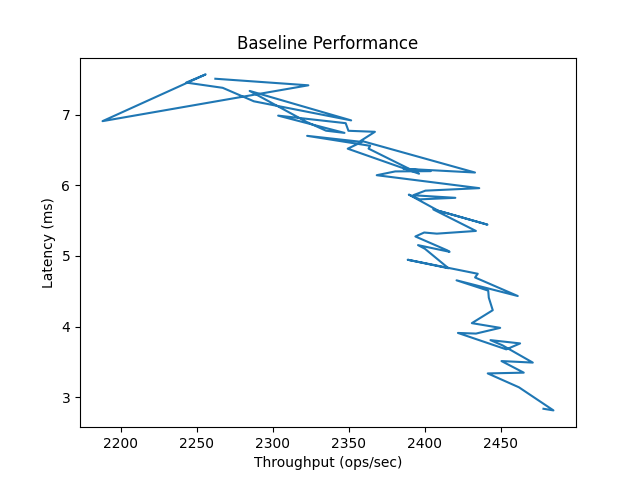 Baseline Performance
Latency (ms)
7
6
5
4
3
2200 2250 2300 2350 2400 2450
Throughput (ops/sec)